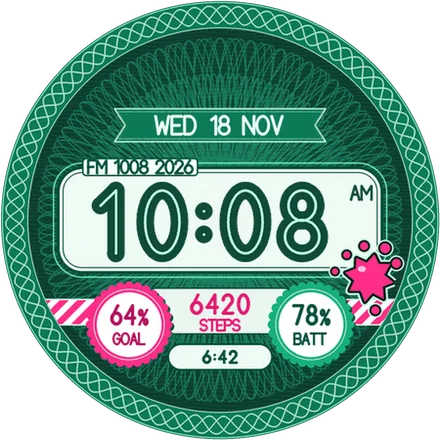 WED 18 NOV
FM 1008 2026
10:08 AM
64% GOAL
6420 STEPS
78% BATT
6:42